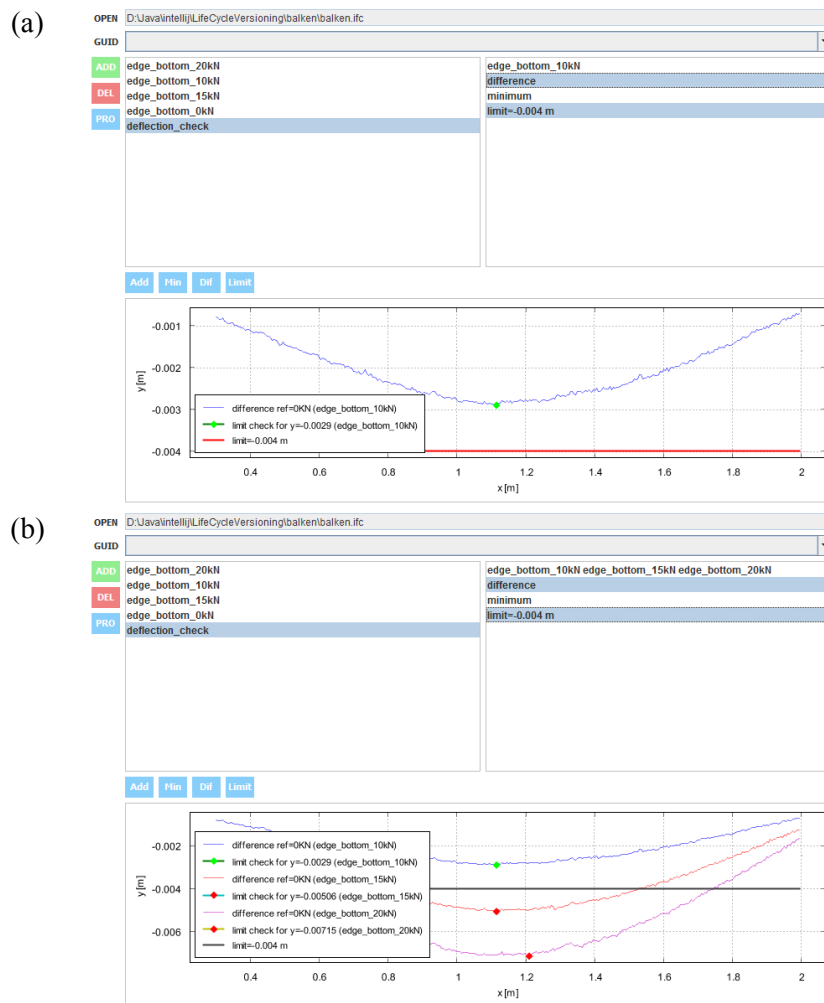 (a)
OPEN D:\Java\intellij\LifeCycleVersioning\balken\balken.ifc
GUID
ADD
DEL
PRO
edge_bottom_20kN
edge_bottom_10kN
edge_bottom_15kN
edge_bottom_0kN
deflection_check
edge_bottom_10kN
difference
minimum
limit=-0.004 m
Add Min Dif Limit
y [m]
-0.001
-0.002
-0.003
-0.004
difference ref=0KN (edge_bottom_10kN)
limit check for y=-0.0029 (edge_bottom_10kN)
limit=-0.004 m
0.4 0.6 0.8 1 1.2 1.4 1.6 1.8 2
x [m]
(b)
OPEN D:\Java\intellij\LifeCycleVersioning\balken\balken.ifc
GUID
ADD
DEL
PRO
edge_bottom_20kN
edge_bottom_10kN
edge_bottom_15kN
edge_bottom_0kN
deflection_check
edge_bottom_10kN edge_bottom_15kN edge_bottom_20kN
difference
minimum
limit=-0.004 m
Add Min Dif Limit
y [m]
-0.002
-0.004
-0.006
difference ref=0KN (edge_bottom_10kN)
limit check for y=-0.0029 (edge_bottom_10kN)
difference ref=0KN (edge_bottom_15kN)
limit check for y=-0.00506 (edge_bottom_15kN)
difference ref=0KN (edge_bottom_20kN)
limit check for y=-0.00715 (edge_bottom_20kN)
limit=-0.004 m
0.4 0.6 0.8 1 1.2 1.4 1.6 1.8 2
x [m]